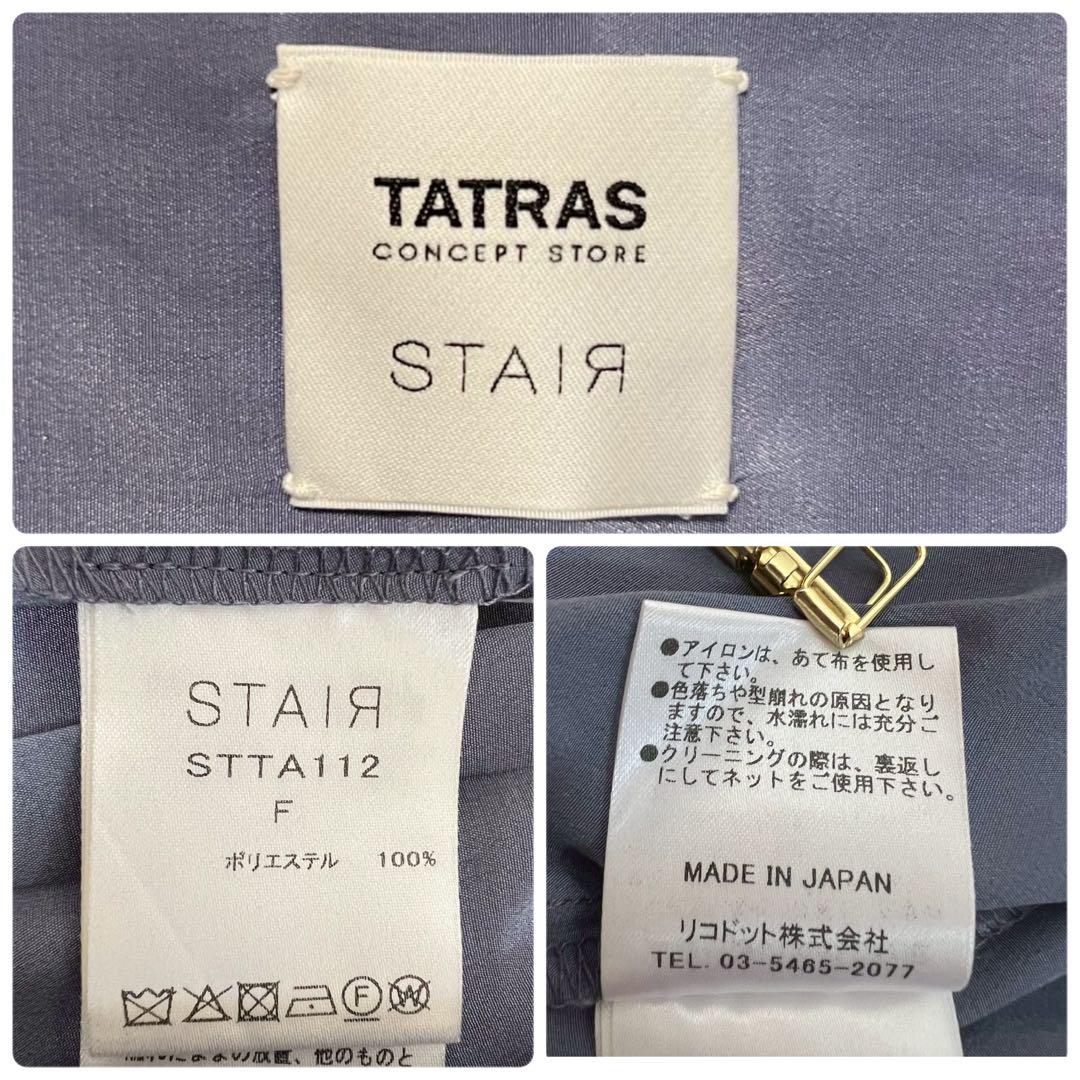 TATRAS
CONCEPT STORE
STAIR
STAIR
STTA112
F
ポリエステル 100%
F
W
●アイロンは、あて布を使用し
て下さい。
●色落ちや型崩れの原因となり
ますので、水濡れには充分ご
注意下さい。
●クリーニングの際は、裏返し
にしてネットをご使用下さい。
MADE IN JAPAN
リコドット株式会社
TEL. 03-5465-2077